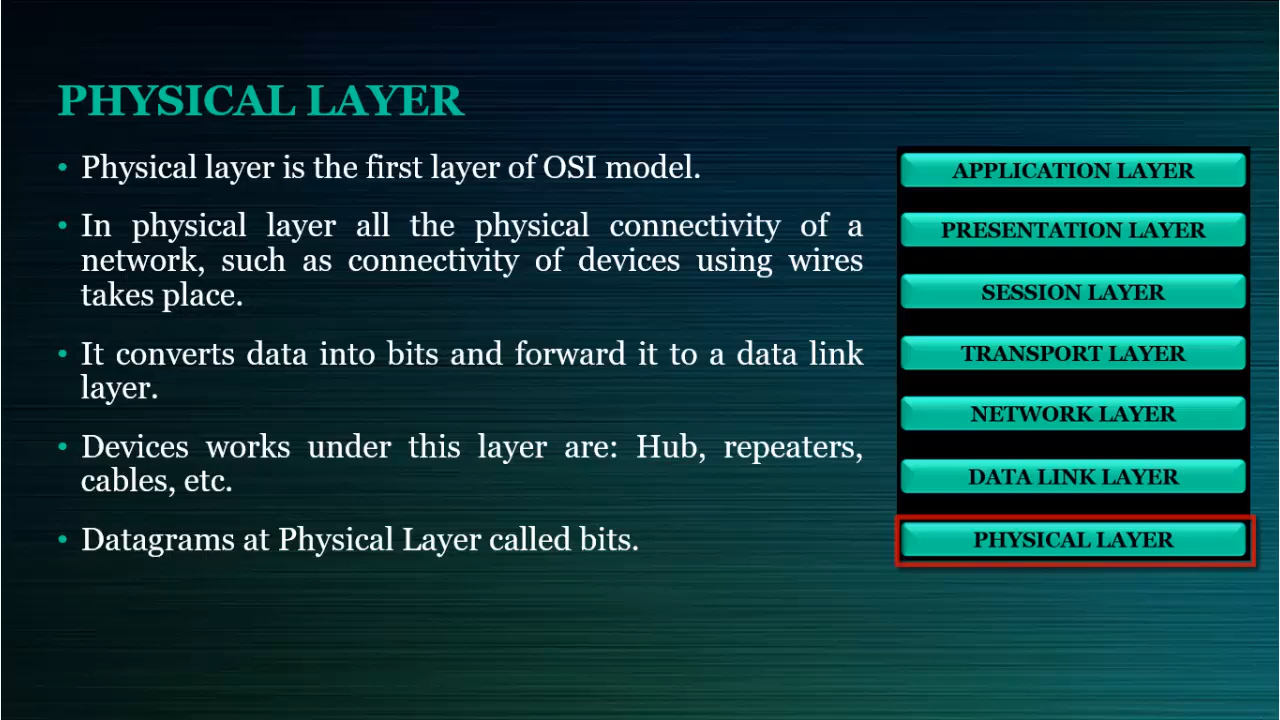 PHYSICAL LAYER
• Physical layer is the first layer of OSI model.
• In physical layer all the physical connectivity of a
network, such as connectivity of devices using wires
takes place.
• It converts data into bits and forward it to a data link
layer.
• Devices works under this layer are: Hub, repeaters,
cables, etc.
• Datagrams at Physical Layer called bits.
APPLICATION LAYER
PRESENTATION LAYER
SESSION LAYER
TRANSPORT LAYER
NETWORK LAYER
DATA LINK LAYER
PHYSICAL LAYER